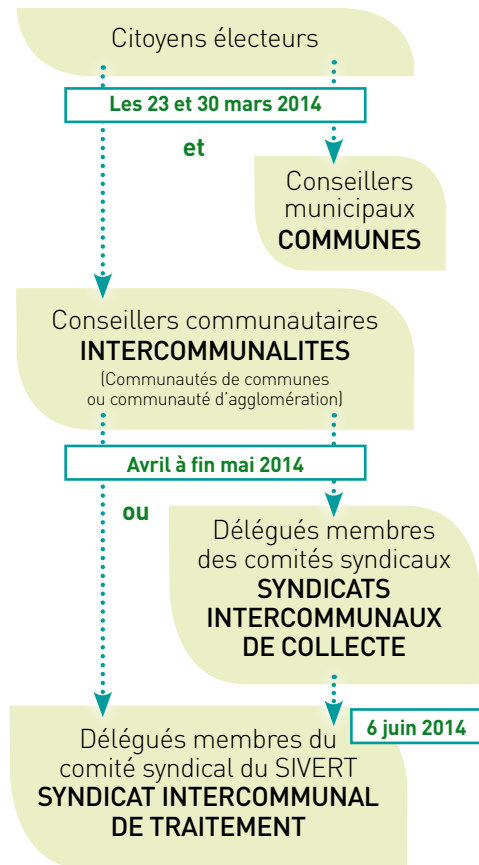 Citoyens électeurs
Les 23 et 30 mars 2014
et
Conseillers
municipaux
COMMUNES
Conseillers communautaires
INTERCOMMUNALITES
(Communautés de communes
ou communauté d'agglomération)
Avril à fin mai 2014
ou
Délégués membres
des comités syndicaux
SYNDICATS
INTERCOMMUNAUX
DE COLLECTE
6 juin 2014
Délégués membres du
comité syndical du SIVERT
SYNDICAT INTERCOMMUNAL
DE TRAITEMENT